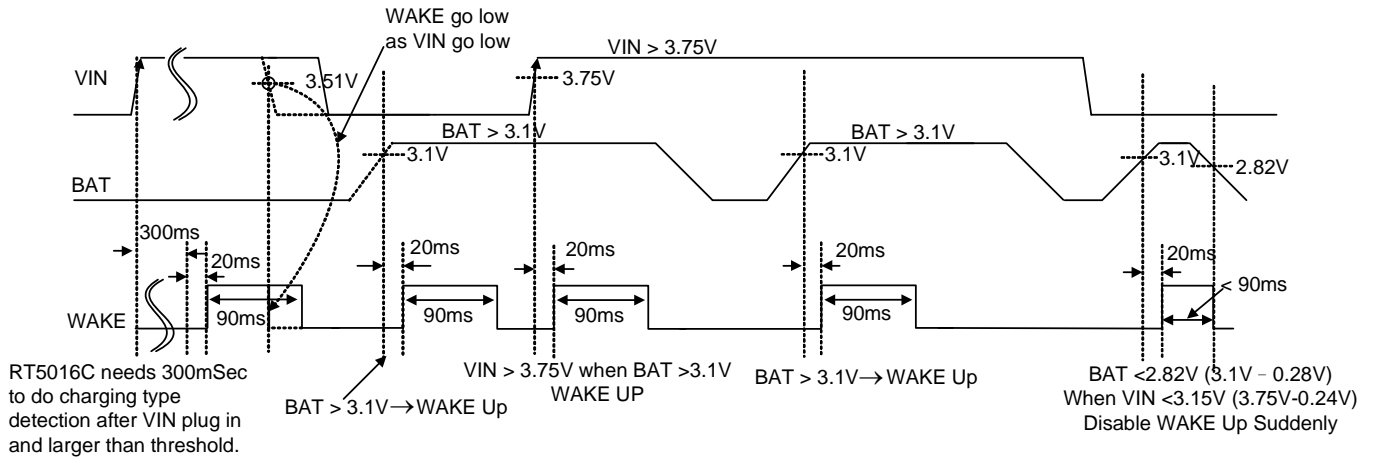 WAKE go low
as VIN go low
VIN > 3.75V
VIN
3.51V
3.75V
BAT > 3.1V
BAT > 3.1V
3.1V
3.1V
3.1V
2.82V
BAT
300ms
20ms
20ms
20ms
20ms
20ms
< 90ms
WAKE
90ms
90ms
90ms
90ms
RT5016C needs 300mSec
to do charging type
detection after VIN plug in
and larger than threshold.
BAT > 3.1V→WAKE Up
VIN > 3.75V when BAT >3.1V
WAKE UP
BAT > 3.1V→WAKE Up
BAT <2.82V (3.1V – 0.28V)
When VIN <3.15V (3.75V-0.24V)
Disable WAKE Up Suddenly